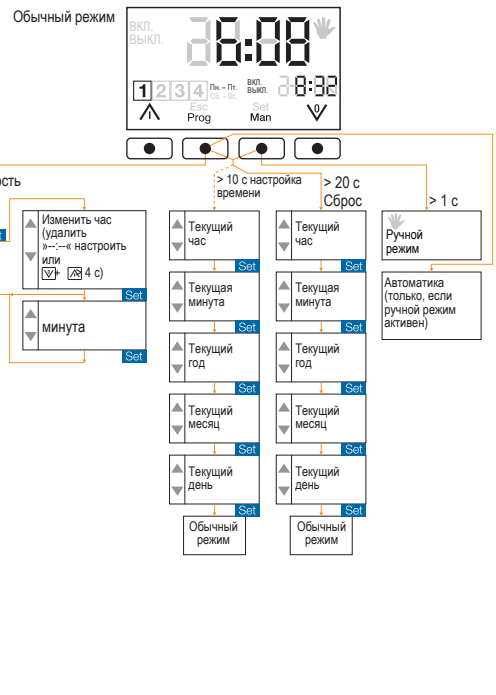 Обычный режим
ВКЛ.
ВЫКЛ.
6:08
1 2 3 4
Пн. – Пт.
Сб. – Вс.
ВКЛ.
ВЫКЛ.
8:32
Esc
Prog
Set
Man
ость
> 10 с настройка
времени
> 20 с
Сброс
> 1 с
Изменить час
(удалить
»--:--« настроить
или
+ 4 с)
Set
минута
Set
Текущий
час
Set
Текущая
минута
Set
Текущий
год
Set
Текущий
месяц
Set
Текущий
день
Set
Обычный
режим
Текущий
час
Set
Текущая
минута
Set
Текущий
год
Set
Текущий
месяц
Set
Текущий
день
Set
Обычный
режим
Ручной
режим
Автоматика
(только, если
ручной режим
активен)